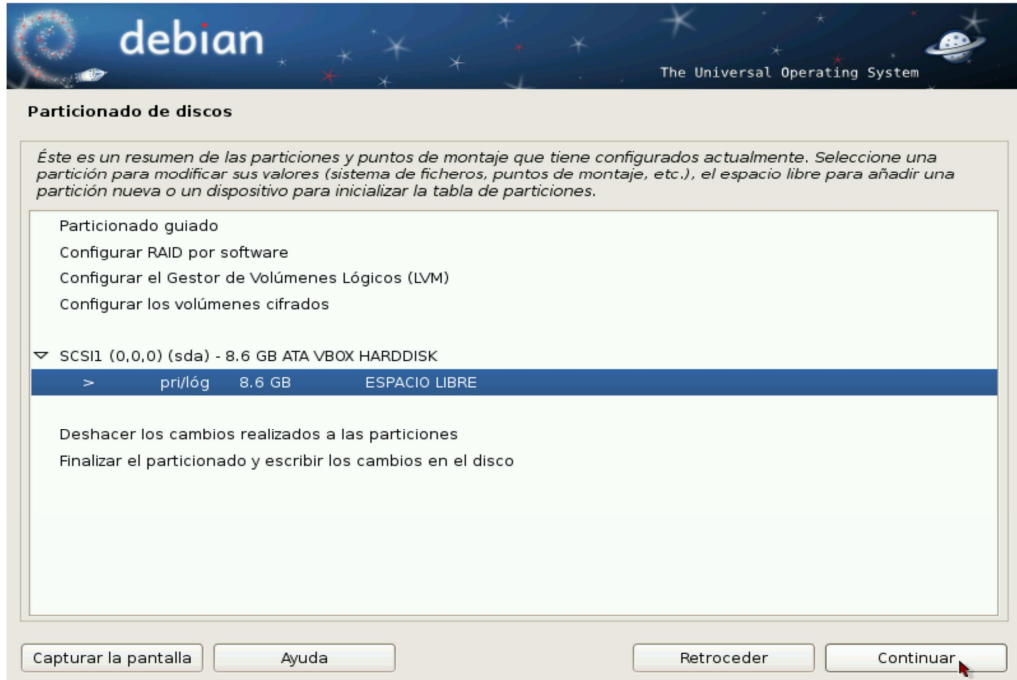 debian
The Universal Operating System
Particionado de discos
Éste es un resumen de las particiones y puntos de montaje que tiene configurados actualmente. Seleccione una
partición para modificar sus valores (sistema de ficheros, puntos de montaje, etc.), el espacio libre para añadir una
partición nueva o un dispositivo para inicializar la tabla de particiones.
Particionado guiado
Configurar RAID por software
Configurar el Gestor de Volúmenes Lógicos (LVM)
Configurar los volúmenes cifrados
SCSI1 (0,0,0) (sda) - 8.6 GB ATA VBOX HARDDISK
> pri/lóg 8.6 GB ESPACIO LIBRE
Deshacer los cambios realizados a las particiones
Finalizar el particionado y escribir los cambios en el disco
Capturar la pantalla Ayuda Retroceder Continuar